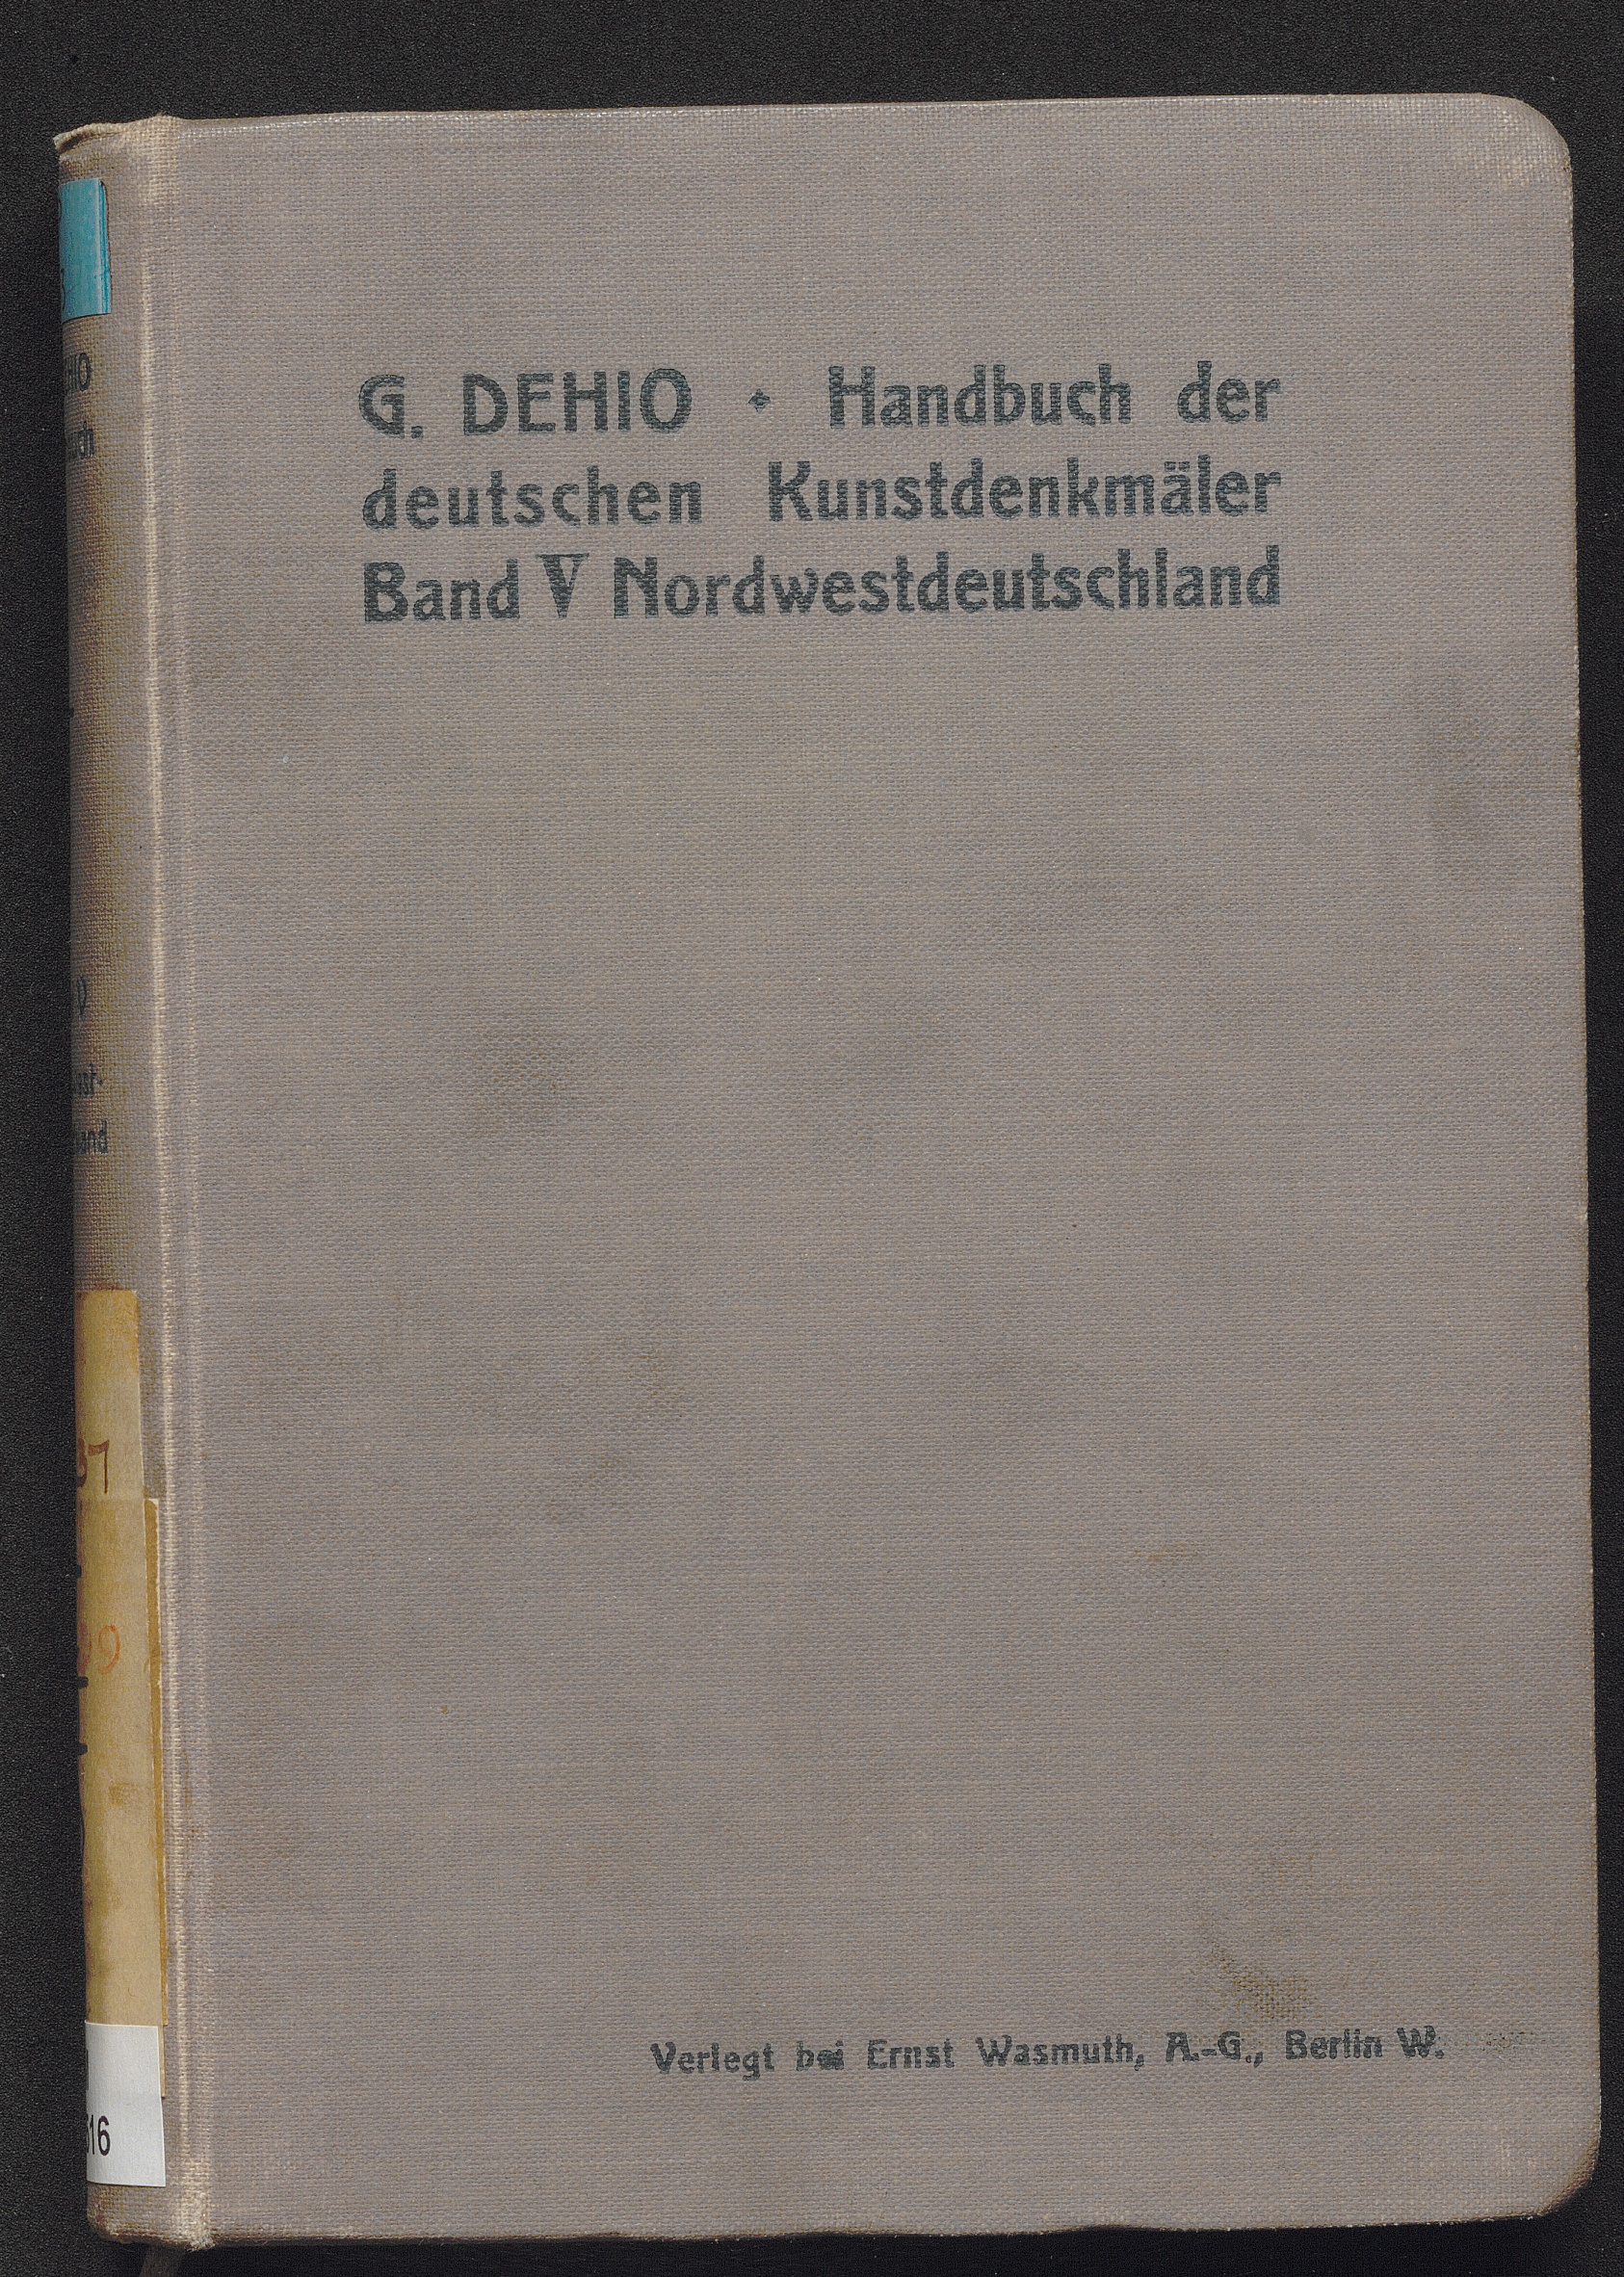 G. DEHIO + Handbuch der
deutschen Kunstdenkmäler
Band V Nordwestdeutschland
Verlegt bei Ernst Wasmuth, A.-G., Berlin W.